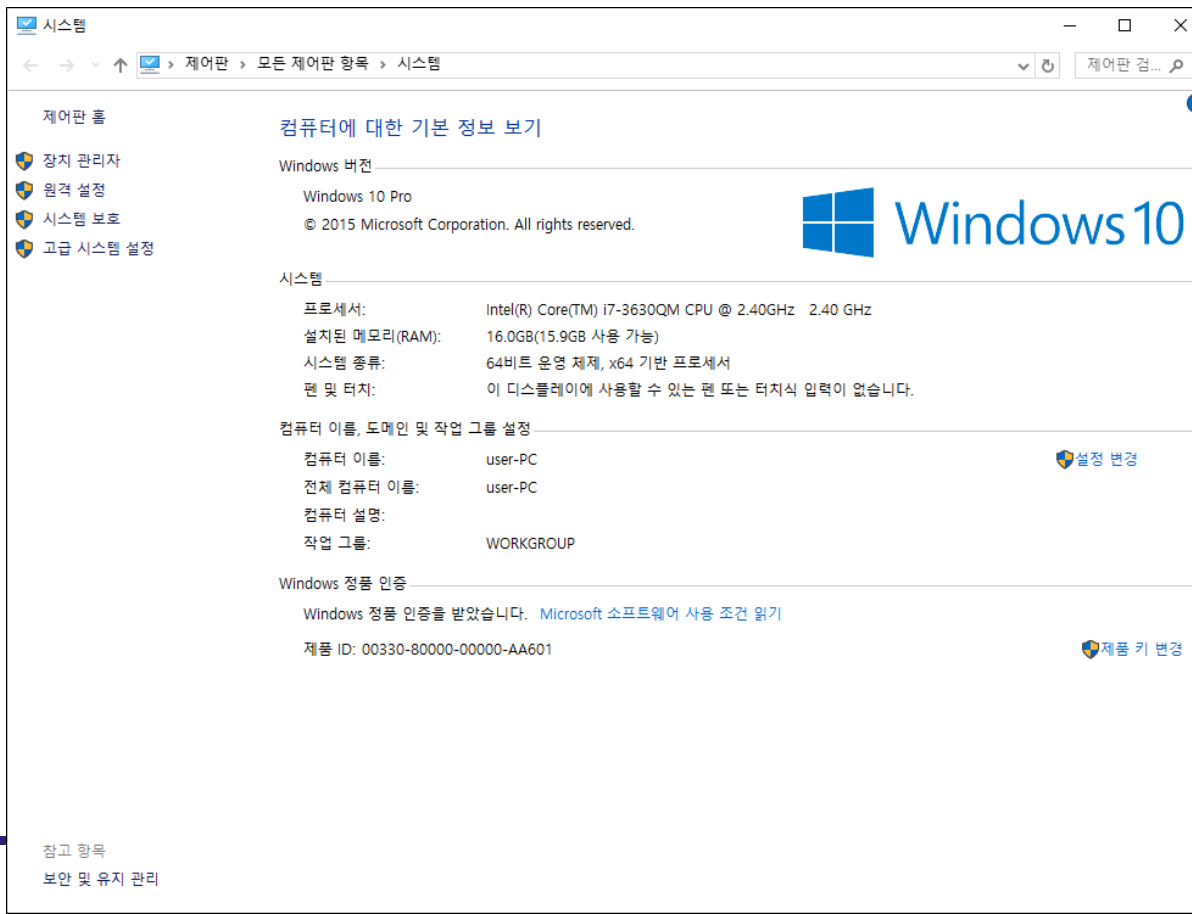 시스템
제어판 › 모든 제어판 항목 › 시스템
제어판 검...
제어판 홈
장치 관리자
원격 설정
시스템 보호
고급 시스템 설정
컴퓨터에 대한 기본 정보 보기
Windows 버전
Windows 10 Pro
© 2015 Microsoft Corporation. All rights reserved.
Windows 10
시스템
프로세서: Intel(R) Core(TM) i7-3630QM CPU @ 2.40GHz 2.40 GHz
설치된 메모리(RAM): 16.0GB(15.9GB 사용 가능)
시스템 종류: 64비트 운영 체제, x64 기반 프로세서
펜 및 터치: 이 디스플레이에 사용할 수 있는 펜 또는 터치식 입력이 없습니다.
컴퓨터 이름, 도메인 및 작업 그룹 설정
컴퓨터 이름: user-PC 설정 변경
전체 컴퓨터 이름: user-PC
컴퓨터 설명:
작업 그룹: WORKGROUP
Windows 정품 인증
Windows 정품 인증을 받았습니다. Microsoft 소프트웨어 사용 조건 읽기
제품 ID: 00330-80000-00000-AA601 제품 키 변경
참고 항목
보안 및 유지 관리